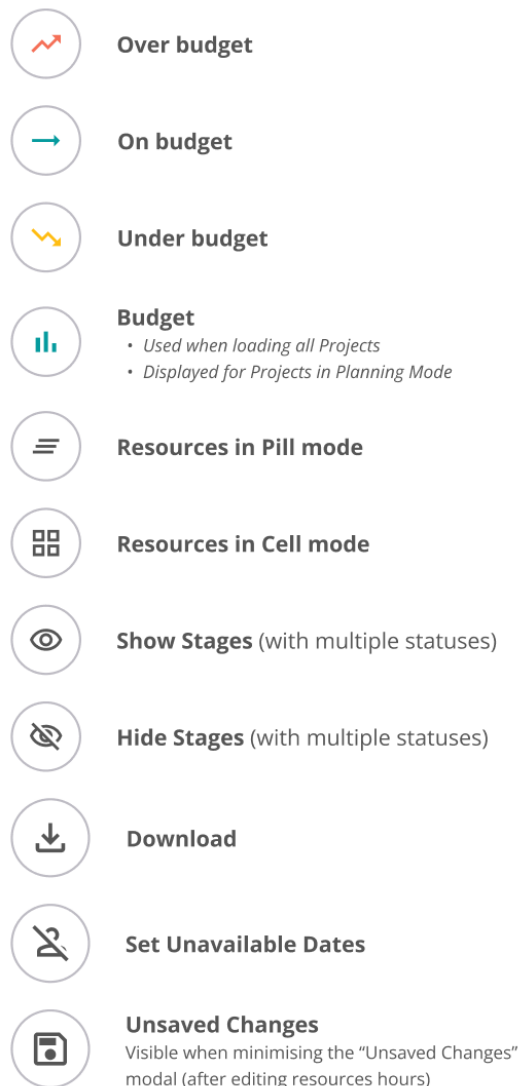 Over budget
On budget
Under budget
Budget
• Used when loading all Projects
• Displayed for Projects in Planning Mode
Resources in Pill mode
Resources in Cell mode
Show Stages (with multiple statuses)
Hide Stages (with multiple statuses)
Download
Set Unavailable Dates
Unsaved Changes
Visible when minimising the “Unsaved Changes”
modal (after editing resources hours)